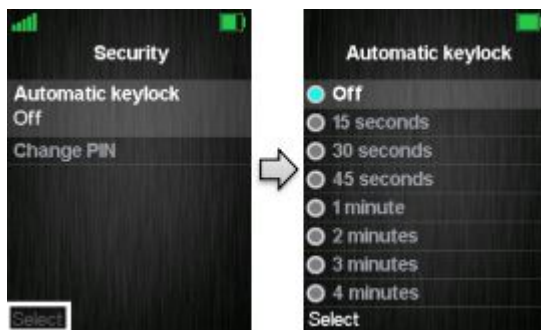 Security
Automatic keylock
Off
Change PIN
Select
Automatic keylock
Off
15 seconds
30 seconds
45 seconds
1 minute
2 minutes
3 minutes
4 minutes
Select